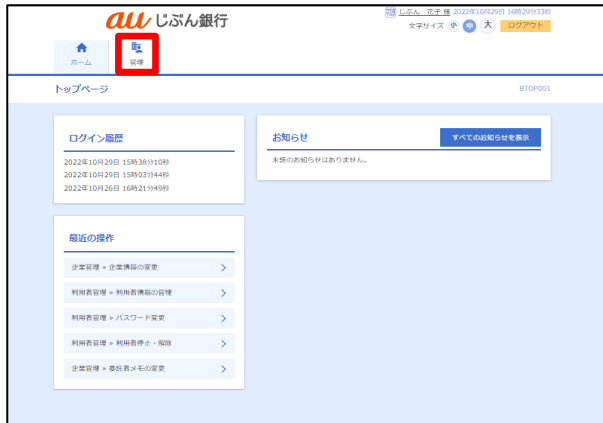 au じぶん銀行
じぶん 花子 様 2022年10月29日 16時29分33秒
文字サイズ 小 中 大 ログアウト
ホーム 管理
トップページ BTOP001
ログイン履歴
2022年10月29日 15時38分10秒
2022年10月29日 15時03分44秒
2022年10月26日 16時21分49秒
お知らせ すべてのお知らせを表示
未読のお知らせはありません。
最近の操作
企業管理 » 企業情報の変更
利用者管理 » 利用者情報の管理
利用者管理 » パスワード変更
利用者管理 » 利用者停止・解除
企業管理 » 委託者メモの変更